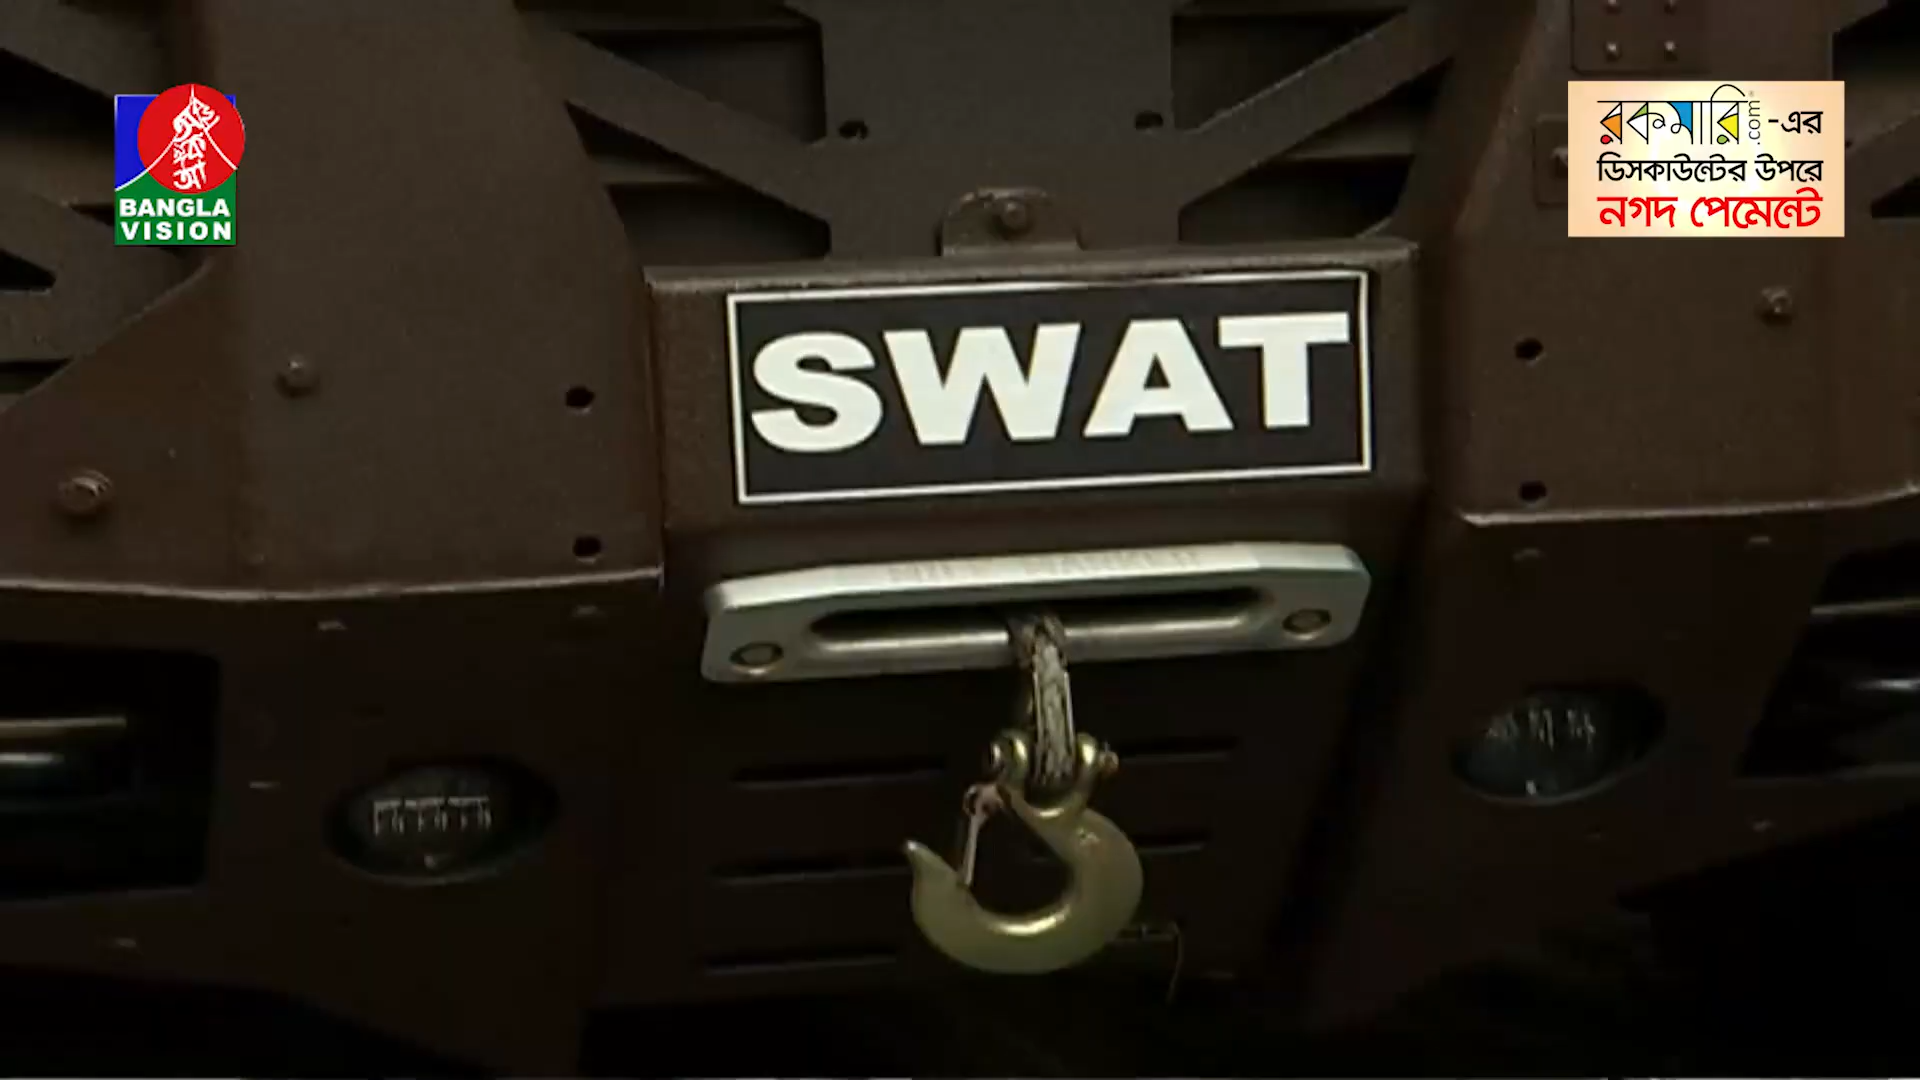 BANGLA
VISION
রকমারি.com-এর
ডিসকাউন্টের উপরে
নগদ পেমেন্টে
SWAT